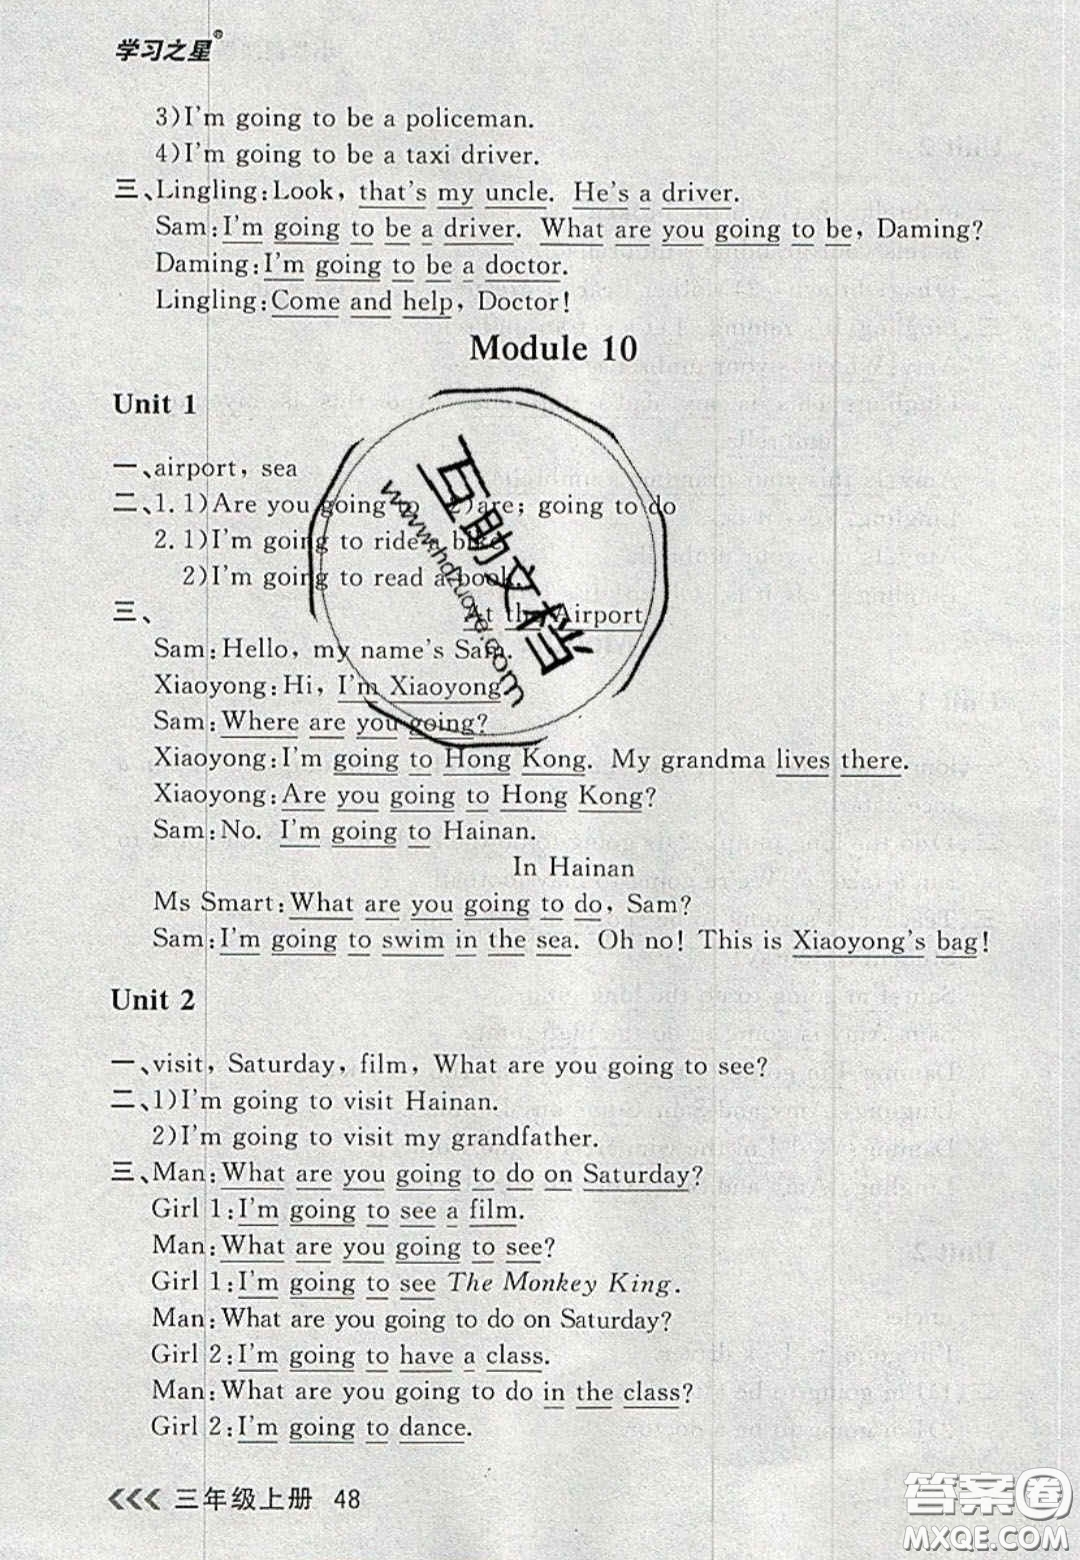 学习之星®
3)I'm going to be a policeman.
4)I'm going to be a taxi driver.
三、Lingling:Look, that's my uncle. He's a driver.
Sam:I'm going to be a driver. What are you going to be, Daming?
Daming:I'm going to be a doctor.
Lingling:Come and help, Doctor!
Module 10
Unit 1
一、airport, sea
二、1. 1)Are you going to 2)are; going to do
2. 1)I'm going to ride bike
2)I'm going to read a book.
三、
At the Airport
Sam:Hello, my name's Sam.
Xiaoyong:Hi, I'm Xiaoyong
Sam:Where are you going?
Xiaoyong:I'm going to Hong Kong. My grandma lives there.
Xiaoyong:Are you going to Hong Kong?
Sam:No. I'm going to Hainan.
In Hainan
Ms Smart:What are you going to do, Sam?
Sam:I'm going to swim in the sea. Oh no! This is Xiaoyong's bag!
Unit 2
一、visit, Saturday, film, What are you going to see?
二、1)I'm going to visit Hainan.
2)I'm going to visit my grandfather.
三、Man:What are you going to do on Saturday?
Girl 1:I'm going to see a film.
Man:What are you going to see?
Girl 1:I'm going to see The Monkey King.
Man:What are you going to do on Saturday?
Girl 2:I'm going to have a class.
Man:What are you going to do in the class?
Girl 2:I'm going to dance.
三年级上册 48
互助文档
www.hdzuoye.com
答案圈
MXQE.COM